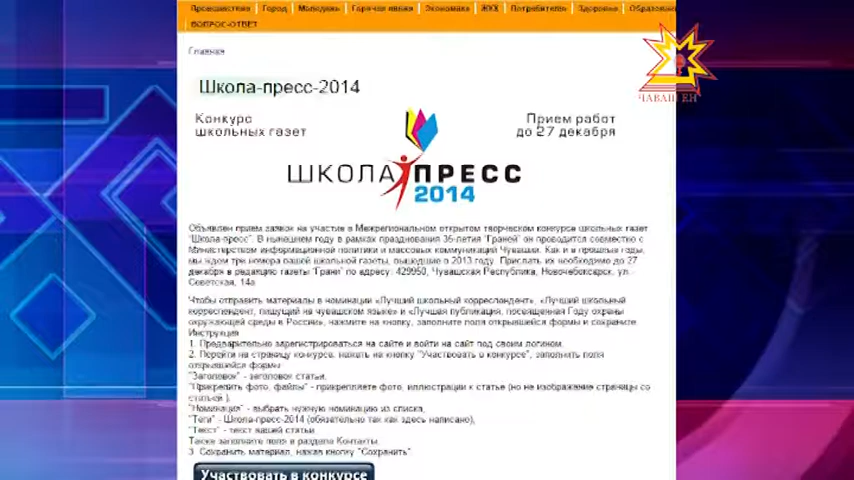 Происшествия Город Молодежь Горячая линия Экономика ЖКХ Потребитель Здоровье Образован
ВОПРОС-ОТВЕТ
ЧАВАШ ЕН
Главная
Школа-пресс-2014
Конкурс
школьных газет
Прием работ
до 27 декабря
ШКОЛА ПРЕСС
2014
Объявлен прием заявок на участие в Межрегиональном открытом творческом конкурсе школьных газет
"Школа-пресс". В нынешнем году в рамках празднования 35-летия "Граней" он проводится совместно с
Министерством информационной политики и массовых коммуникаций Чувашии. Как и в прошлые годы,
мы ждем три номера вашей школьной газеты, вышедшие в 2013 году. Прислать их необходимо до 27
декабря в редакцию газеты "Грани" по адресу: 429950, Чувашская Республика, Новочебоксарск, ул.
Советская, 14а
Чтобы отправить материалы в номинации «Лучший школьный корреспондент», «Лучший школьный
корреспондент, пишущий на чувашском языке» и «Лучшая публикация, посвященная Году охраны
окружающей среды в России», нажмите на кнопку, заполните поля открывшейся формы и сохраните.
Инструкция
1. Предварительно зарегистрироваться на сайте и войти на сайт под своим логином.
2. Перейти на страницу конкурс, нажать на кнопку "Участвовать в конкурсе", заполнить поля
открывшейся формы
"Заголовок" - заголовок статьи,
"Прикрепить фото, файлы" - прикрепляете фото, иллюстрации к статье (но не изображение страницы со
статьей ),
"Номинация" - выбрать нужную номинацию из списка,
"Теги" - Школа-пресс-2014 (обязательно так как здесь написано),
"Текст" - текст вашей статьи.
Также заполните поля в разделе Контакты.
3. Сохранить материал, нажав кнопку "Сохранить".
Участвовать в конкурсе